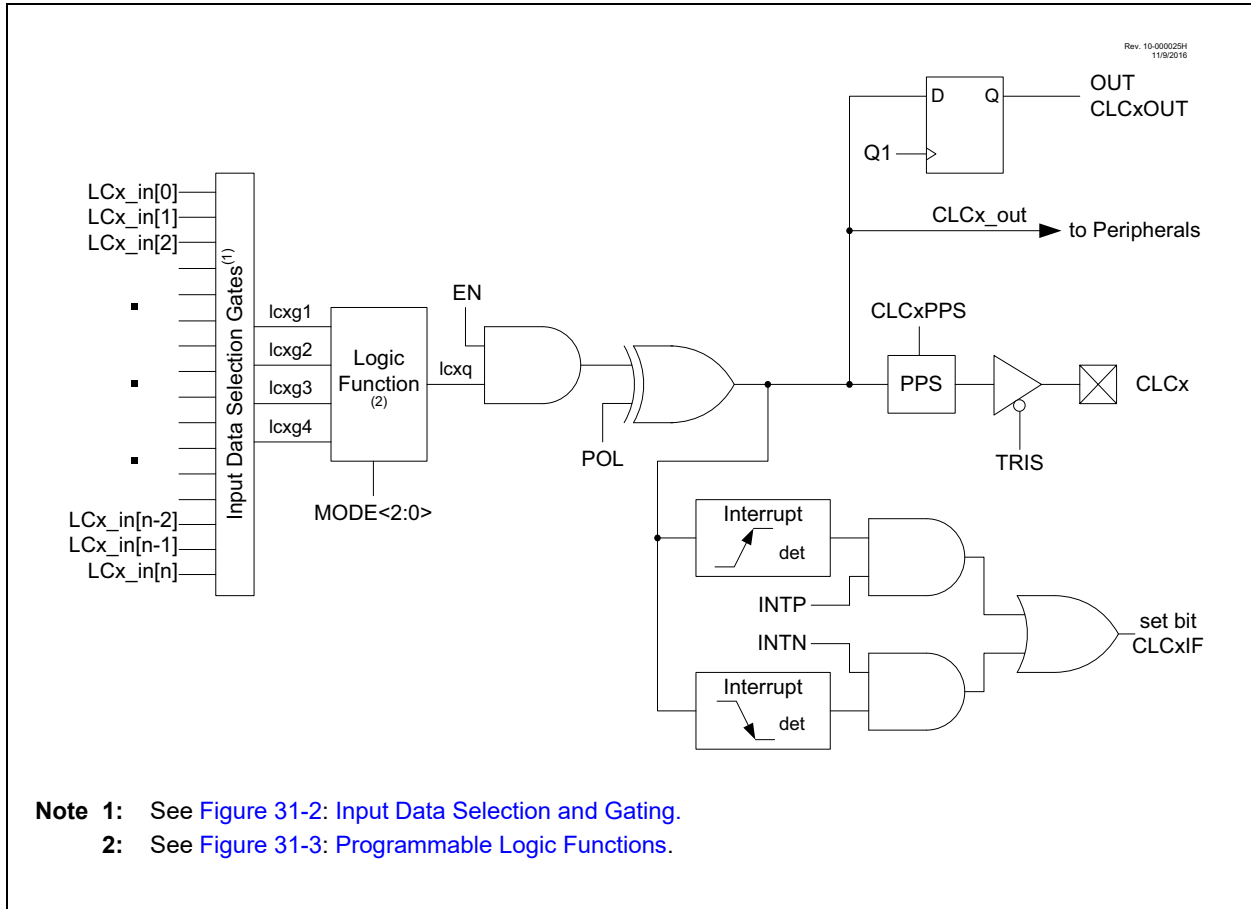 Rev. 10-000025H
11/9/2016
D
Q
OUT
CLCxOUT
Q1
CLCx_out
to Peripherals
LCx_in[0]
LCx_in[1]
LCx_in[2]
LCx_in[n-2]
LCx_in[n-1]
LCx_in[n]
Input Data Selection Gates(1)
lcxg1
lcxg2
lcxg3
lcxg4
Logic
Function
(2)
MODE<2:0>
lcxq
EN
POL
CLCxPPS
PPS
TRIS
CLCx
Interrupt
det
INTP
INTN
Interrupt
det
set bit
CLCxIF
Note 1: See Figure 31-2: Input Data Selection and Gating.
2: See Figure 31-3: Programmable Logic Functions.